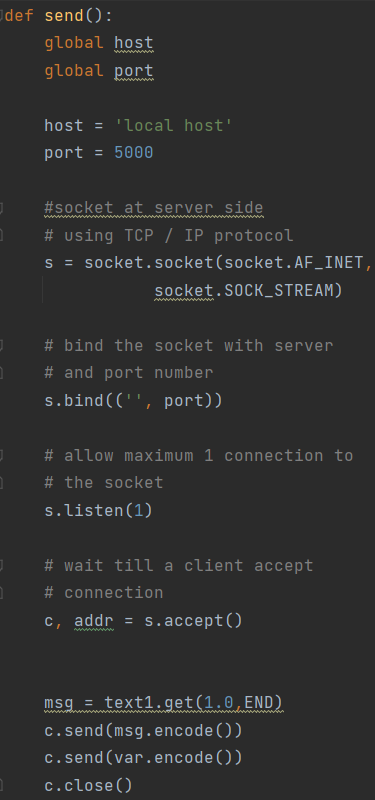 def send():
    global host
    global port

    host = 'local host'
    port = 5000

    #socket at server side
    # using TCP / IP protocol
    s = socket.socket(socket.AF_INET,
               socket.SOCK_STREAM)

    # bind the socket with server
    # and port number
    s.bind(('', port))

    # allow maximum 1 connection to
    # the socket
    s.listen(1)

    # wait till a client accept
    # connection
    c, addr = s.accept()


    msg = text1.get(1.0,END)
    c.send(msg.encode())
    c.send(var.encode())
    c.close()